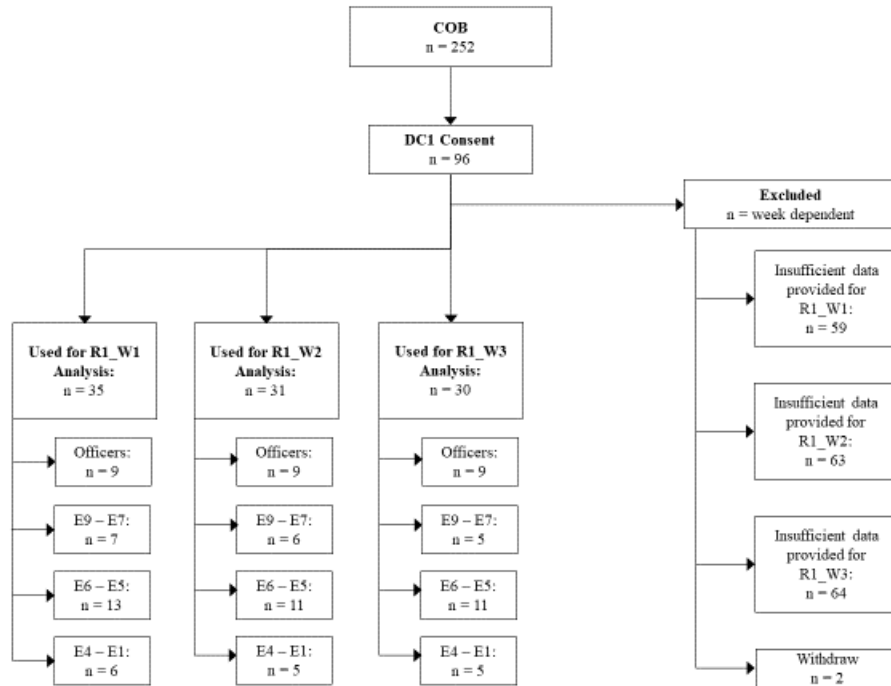 COB
n = 252
DC1 Consent
n = 96
Excluded
n = week dependent
Insufficient data
provided for
R1_W1:
n = 59
Used for R1_W1
Analysis:
n = 35
Used for R1_W2
Analysis:
n = 31
Used for R1_W3
Analysis:
n = 30
Insufficient data
provided for
R1_W2:
n = 63
Officers:
n = 9
Officers:
n = 9
Officers:
n = 9
E9 – E7:
n = 7
E9 – E7:
n = 6
E9 – E7:
n = 5
Insufficient data
provided for
R1_W3:
n = 64
E6 – E5:
n = 13
E6 – E5:
n = 11
E6 – E5:
n = 11
E4 – E1:
n = 6
E4 – E1:
n = 5
E4 – E1:
n = 5
Withdraw
n = 2